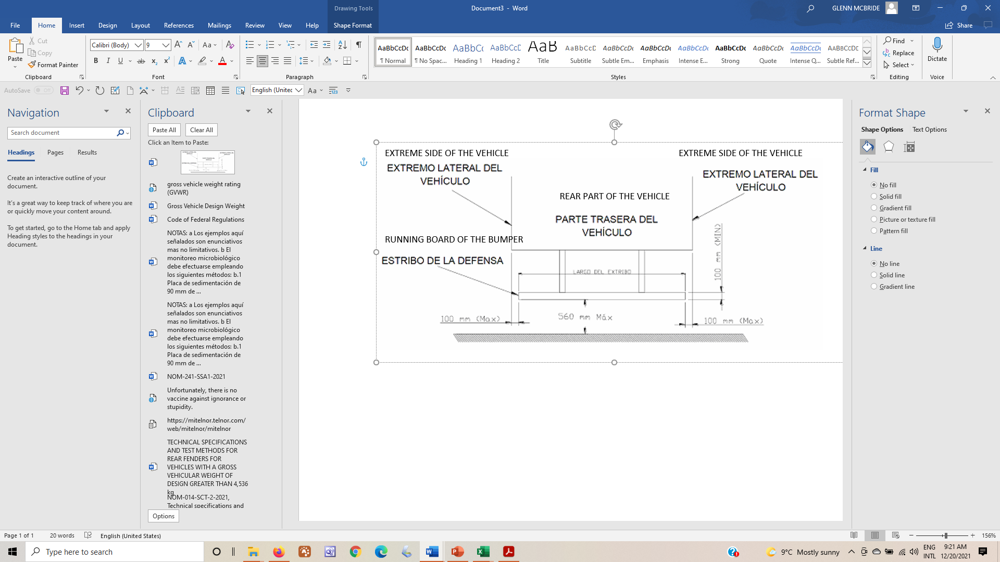 Drawing Tools
Document3 - Word
GLENN MCBRIDE
File
Home
Insert
Design
Layout
References
Mailings
Review
View
Help
Shape Format
Share
Paste
Cut
Copy
Format Painter
Clipboard
Calibri (Body)
9
Font
Paragraph
AaBbCcDc
¶ Normal
AaBbCcDc
¶ No Spac...
AaBbC
Heading 1
AaBbCcC
Heading 2
AaB
Title
AaBbCcC
Subtitle
AaBbCcDc
Subtle Em...
AaBbCcDc
Emphasis
AaBbCcDc
Intense E...
AaBbCcDc
Strong
AaBbCcDc
Quote
AaBbCcDc
Intense Q...
AaBbCcDc
Subtle Ref...
Styles
Find
Replace
Select
Editing
Dictate
Voice
AutoSave
Off
English (Unitec
Aa
Navigation
Search document
Headings
Pages
Results
Create an interactive outline of your
document.
It's a great way to keep track of where you are
or quickly move your content around.
To get started, go to the Home tab and apply
Heading styles to the headings in your
document.
Clipboard
Paste All
Clear All
Click an Item to Paste:
gross vehicle weight rating
(GVWR)
Gross Vehicle Design Weight
Code of Federal Regulations
NOTAS: a Los ejemplos aquí
señalados son enunciativos
mas no limitativos. b El
monitoreo microbiológico
debe efectuarse empleando
los siguientes métodos: b.1
Placa de sedimentación de
90 mm de ...
NOTAS: a Los ejemplos aquí
señalados son enunciativos
mas no limitativos. b El
monitoreo microbiológico
debe efectuarse empleando
los siguientes métodos: b.1
Placa de sedimentación de
90 mm de ...
NOM-241-SSA1-2021
Unfortunately, there is no
vaccine against ignorance or
stupidity.
https://mitelnor.telnor.com/
web/mitelnor/mitelnor
TECHNICAL SPECIFICATIONS
AND TEST METHODS FOR
REAR FENDERS FOR
VEHICLES WITH A GROSS
VEHICULAR WEIGHT OF
DESIGN GREATER THAN 4,536
kg
NOM-014-SCT-2-2021,
Technical specifications and
Options
EXTREME SIDE OF THE VEHICLE
EXTREMO LATERAL DEL
VEHÍCULO
EXTREME SIDE OF THE VEHICLE
EXTREMO LATERAL DEL
VEHÍCULO
REAR PART OF THE VEHICLE
PARTE TRASERA DEL
VEHÍCULO
RUNNING BOARD OF THE BUMPER
ESTRIBO DE LA DEFENSA
LARGO DEL EXTRIBO
100 mm (MIN)
100 mm (Max)
560 mm Máx
100 mm (Max)
Format Shape
Shape Options
Text Options
Fill
No fill
Solid fill
Gradient fill
Picture or texture fill
Pattern fill
Line
No line
Solid line
Gradient line
Page 1 of 1
20 words
English (United States)
156%
Type here to search
9°C Mostly sunny
ENG
INTL
9:21 AM
12/20/2021